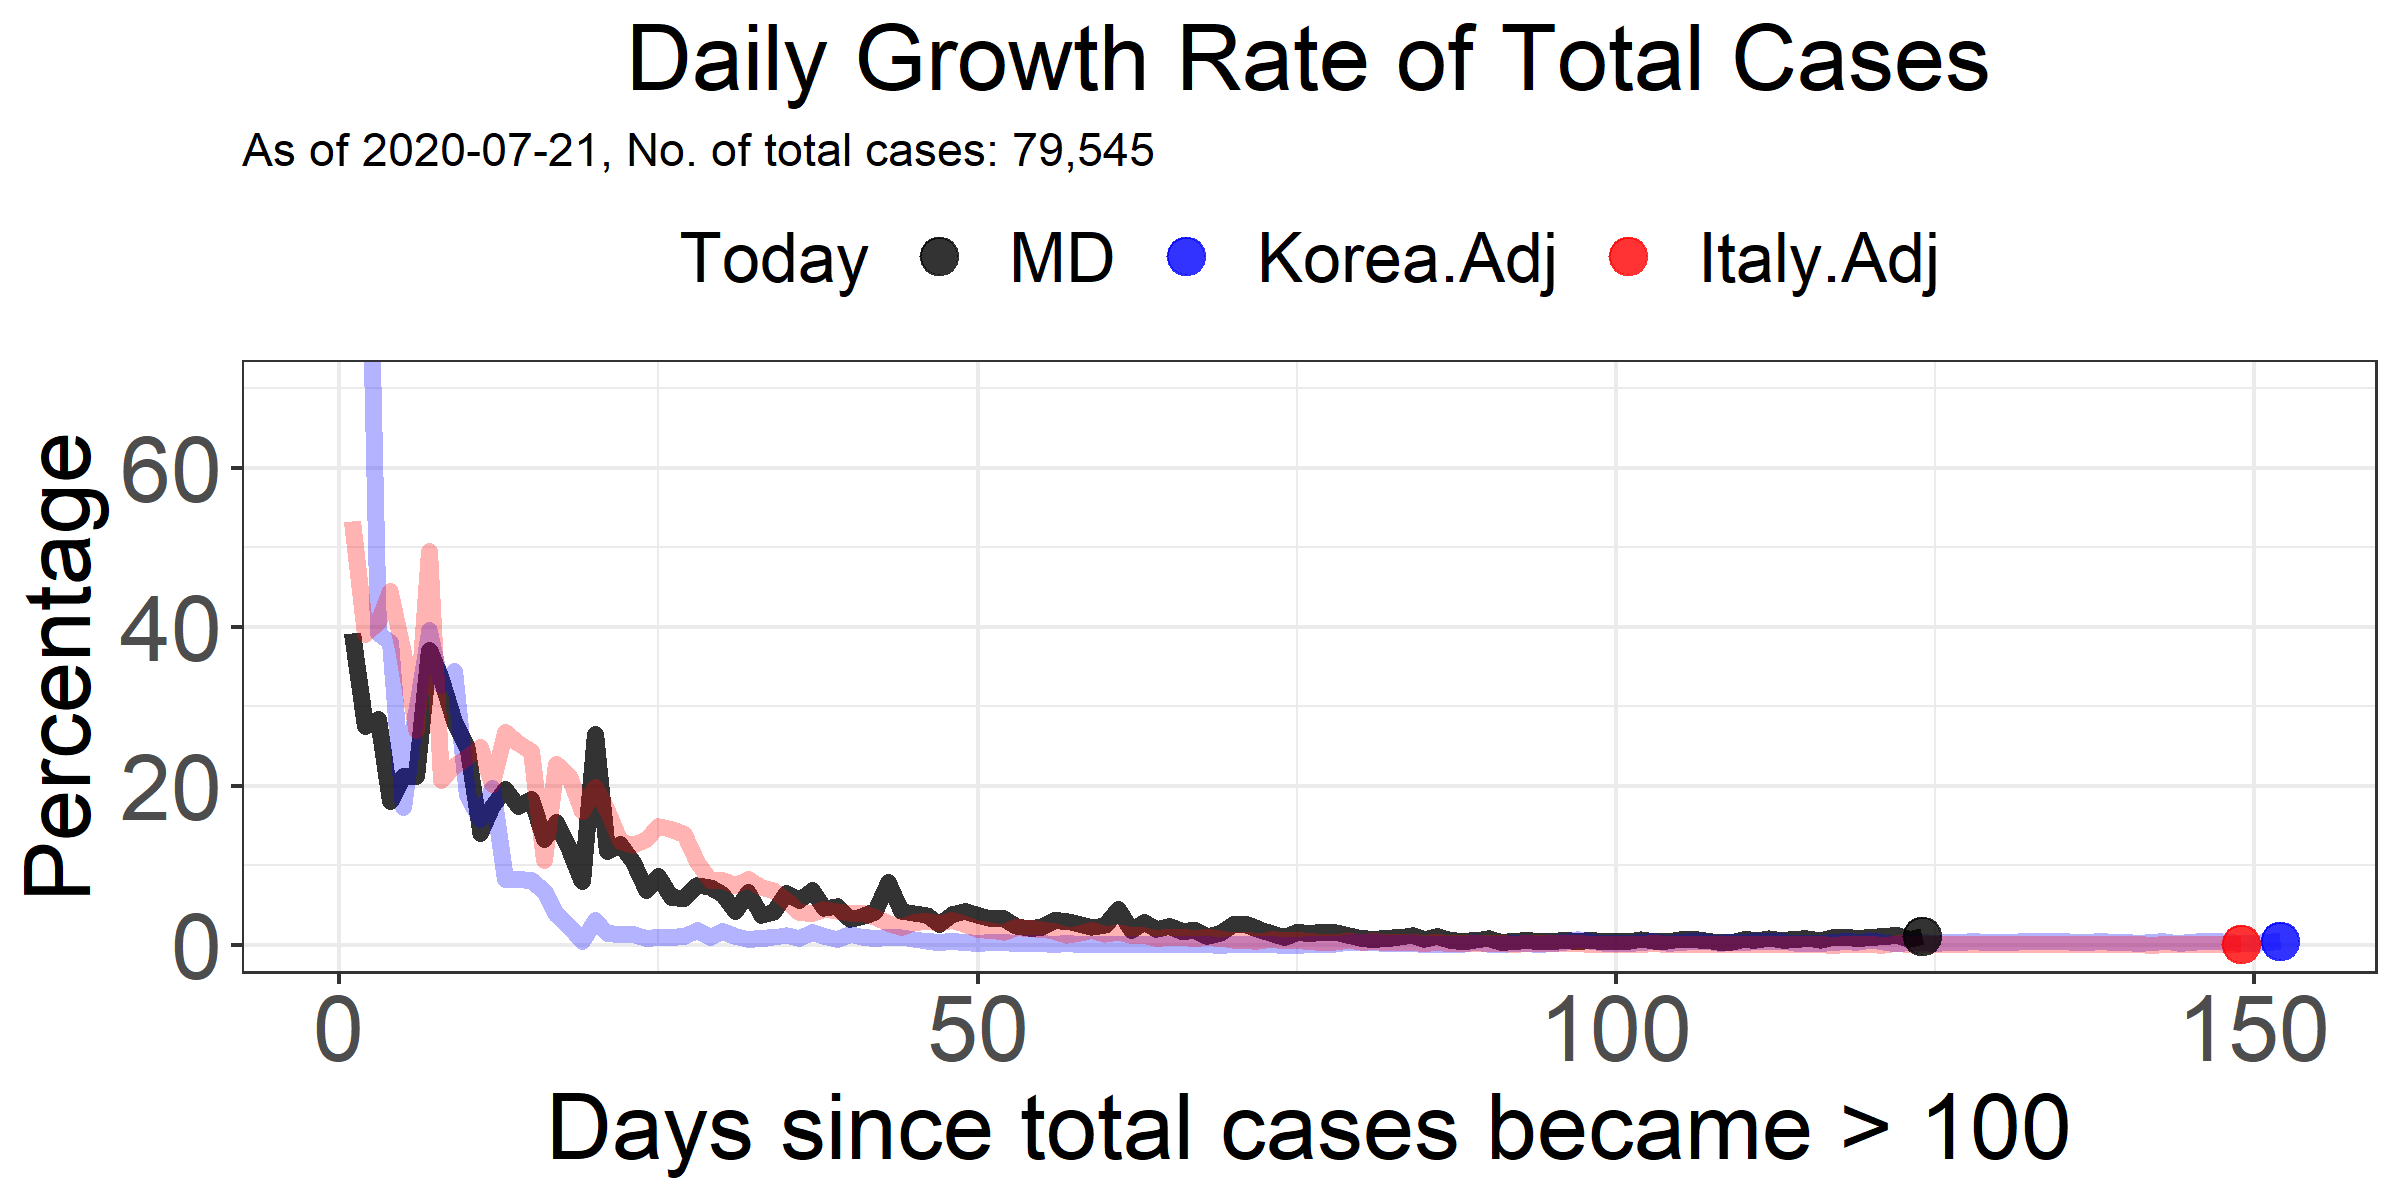 Daily Growth Rate of Total Cases
As of 2020-07-21, No. of total cases: 79,545
Today MD Korea.Adj Italy.Adj
Percentage
60
40
20
0
0 50 100 150
Days since total cases became > 100